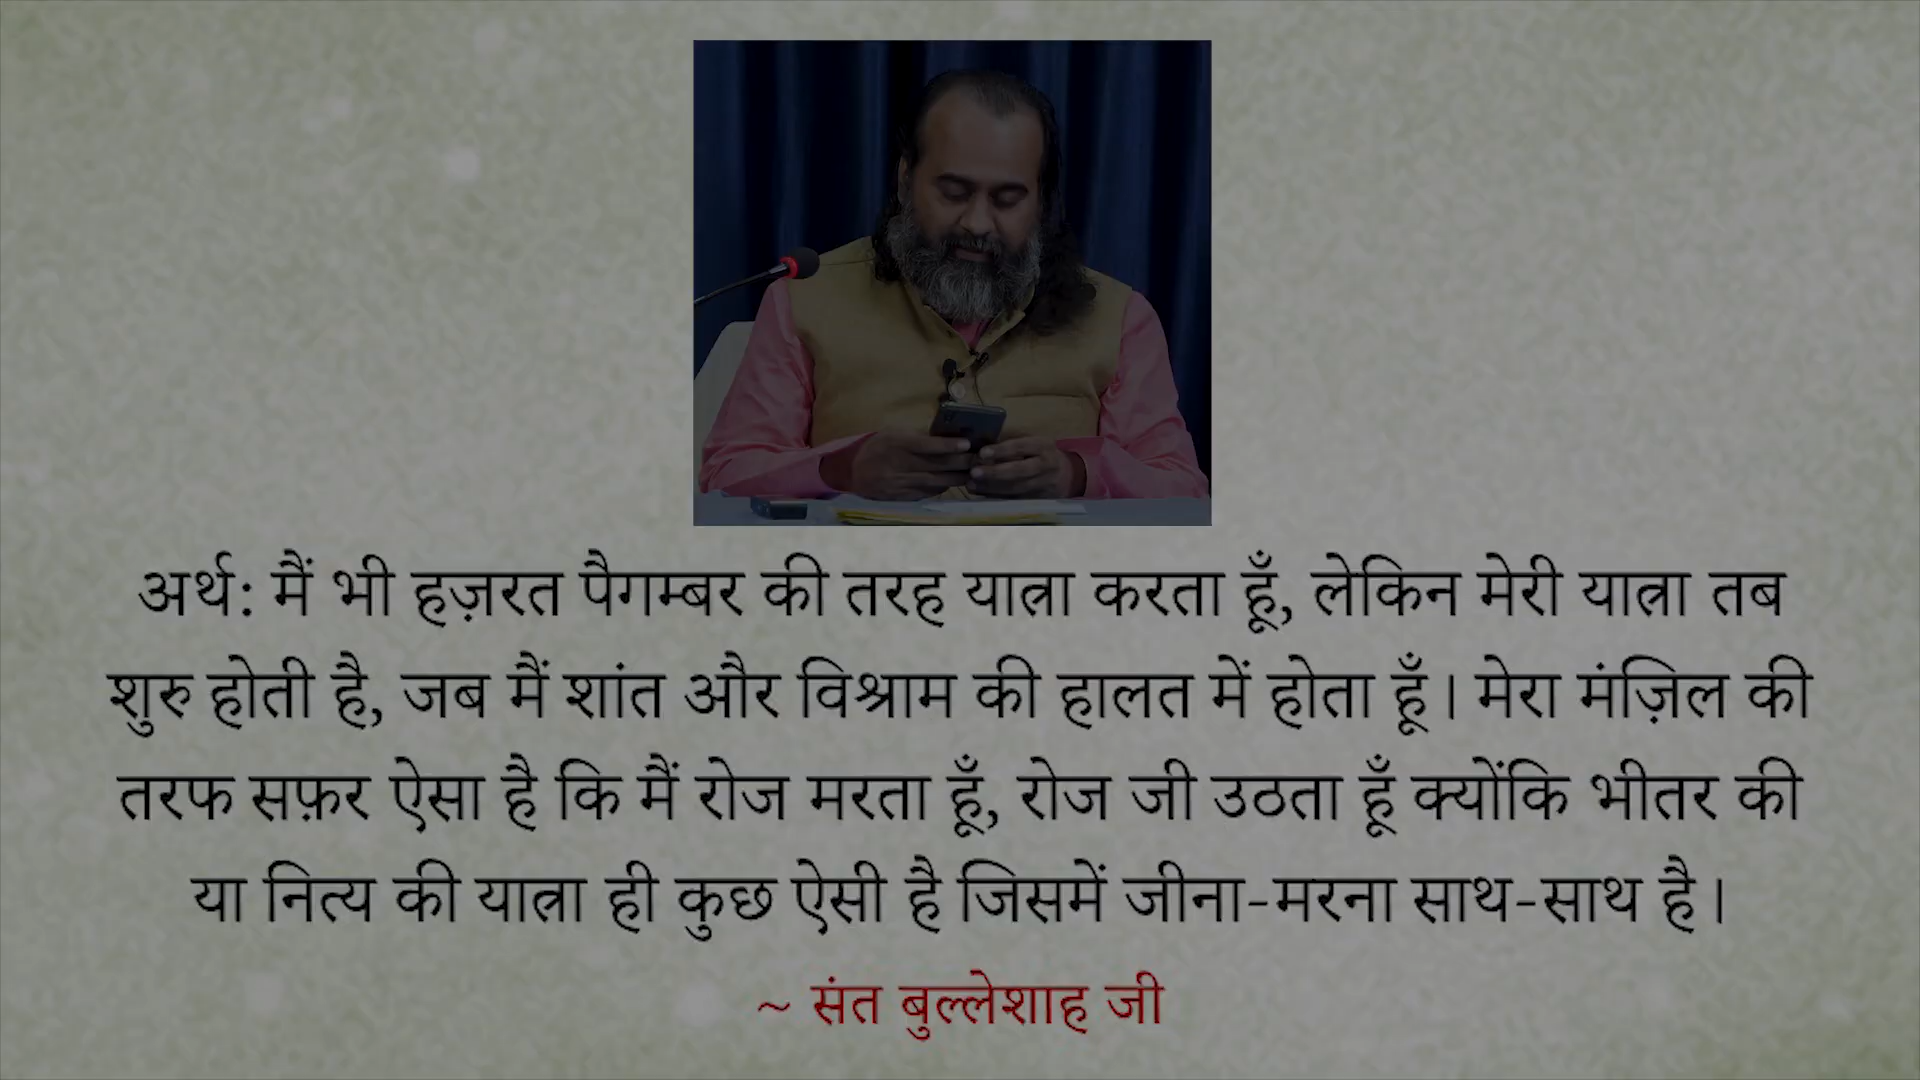 अर्थ: मैं भी हज़रत पैगम्बर की तरह यात्रा करता हूँ, लेकिन मेरी यात्रा तब
शुरु होती है, जब मैं शांत और विश्राम की हालत में होता हूँ। मेरा मंज़िल की
तरफ सफ़र ऐसा है कि मैं रोज मरता हूँ, रोज जी उठता हूँ क्योंकि भीतर की
या नित्य की यात्रा ही कुछ ऐसी है जिसमें जीना-मरना साथ-साथ है।
~ संत बुल्लेशाह जी